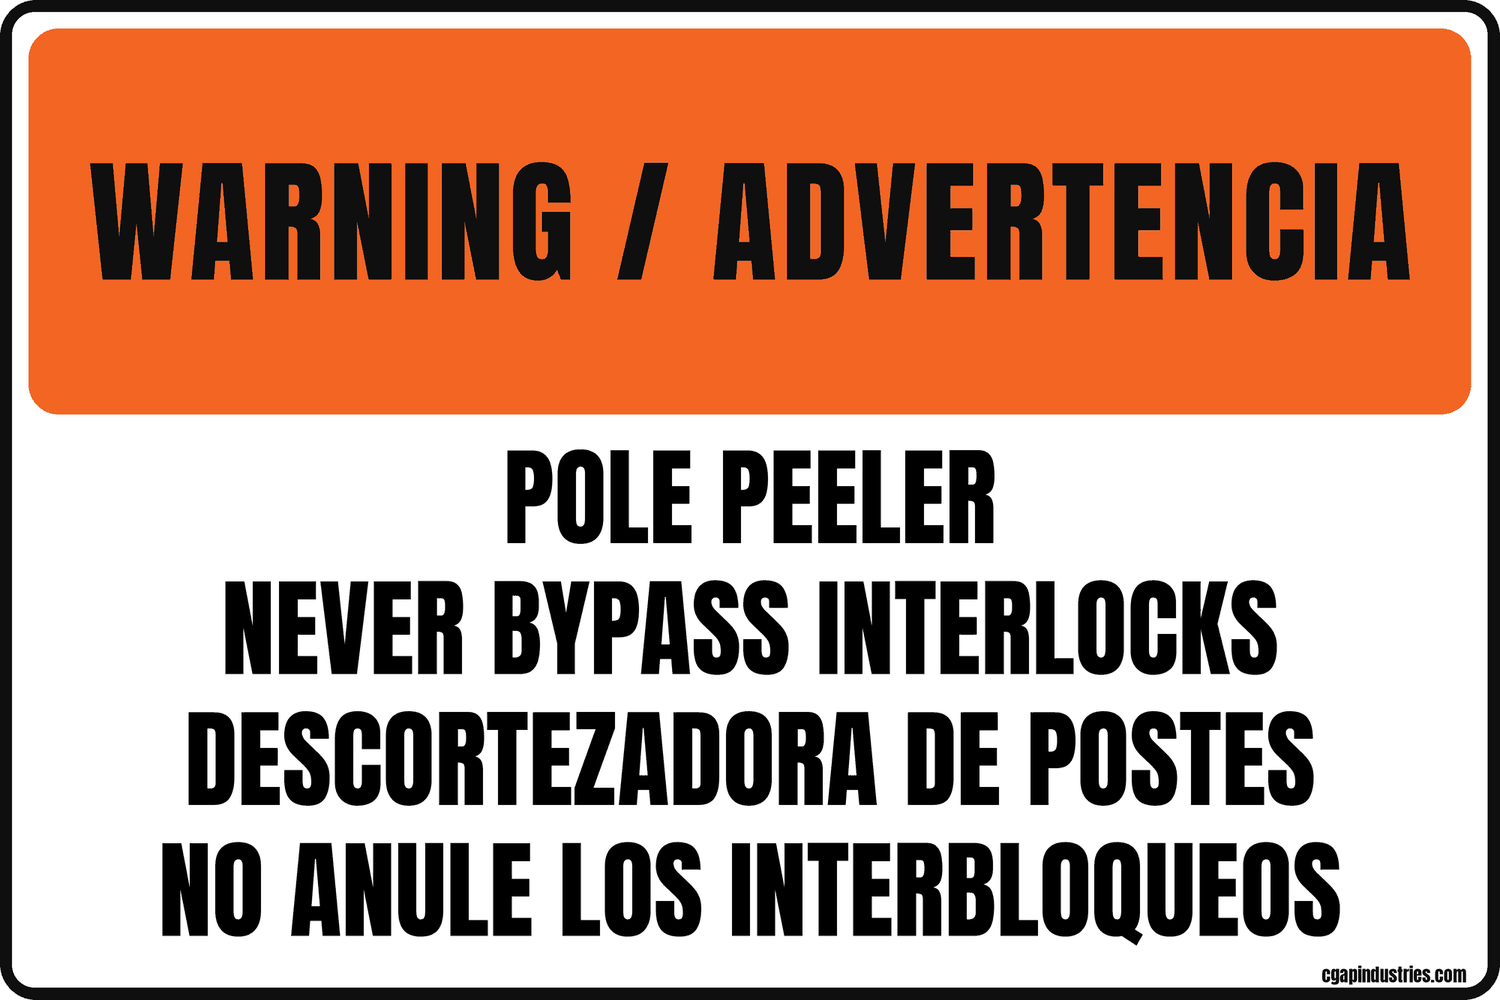 WARNING / ADVERTENCIA
POLE PEELER
NEVER BYPASS INTERLOCKS
DESCORTEZADORA DE POSTES
NO ANULE LOS INTERBLOQUEOS
cgapindustries.com